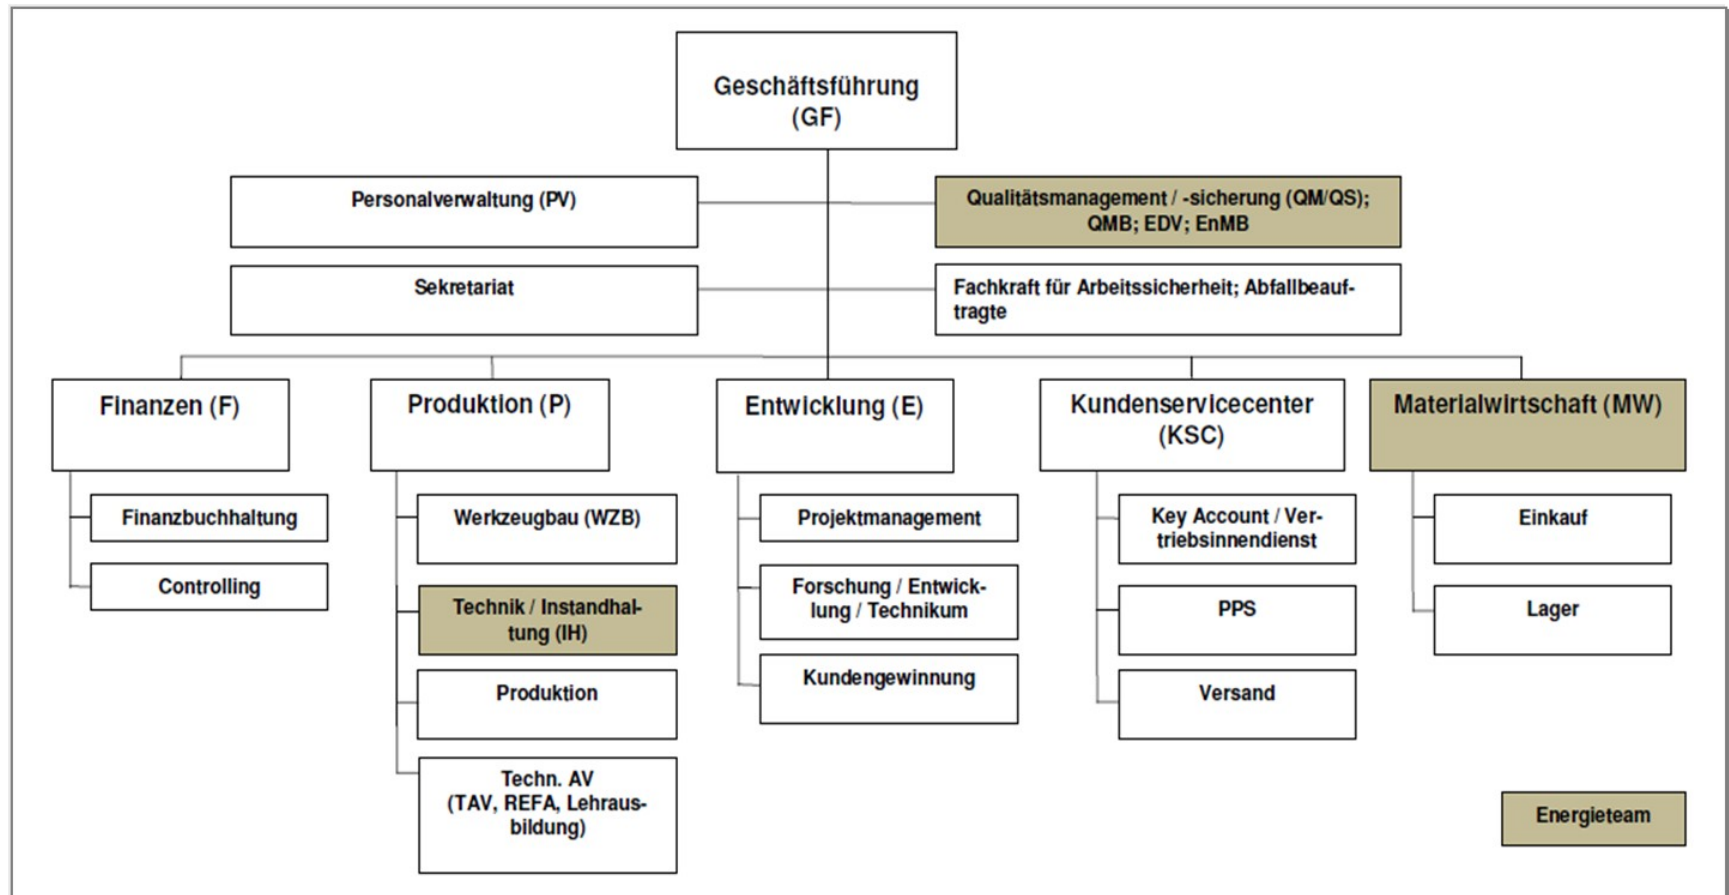 Geschäftsführung
(GF)
Personalverwaltung (PV)
Qualitätsmanagement / -sicherung (QM/QS);
QMB; EDV; EnMB
Sekretariat
Fachkraft für Arbeitssicherheit; Abfallbeauf-
tragte
Finanzen (F)
Finanzbuchhaltung
Controlling
Produktion (P)
Werkzeugbau (WZB)
Technik / Instandhal-
tung (IH)
Produktion
Techn. AV
(TAV, REFA, Lehraus-
bildung)
Entwicklung (E)
Projektmanagement
Forschung / Entwick-
lung / Technikum
Kundengewinnung
Kundenservicecenter
(KSC)
Key Account / Ver-
triebsinnendienst
PPS
Versand
Materialwirtschaft (MW)
Einkauf
Lager
Energieteam